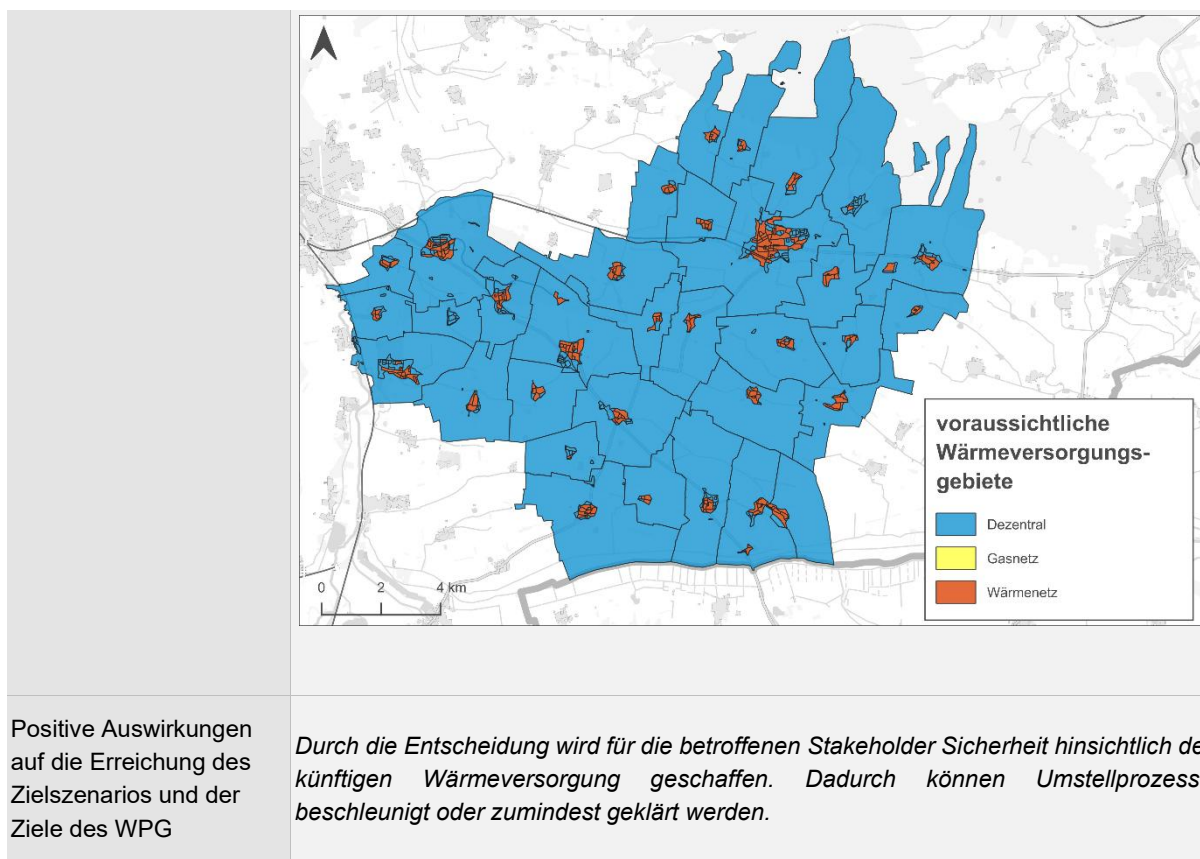 voraussichtliche
Wärmeversorgungs-
gebiete
Dezentral
Gasnetz
Wärmenetz
0 2 4 km
Positive Auswirkungen
auf die Erreichung des
Zielszenarios und der
Ziele des WPG
Durch die Entscheidung wird für die betroffenen Stakeholder Sicherheit hinsichtlich de
künftigen Wärmeversorgung geschaffen. Dadurch können Umstellprozess
beschleunigt oder zumindest geklärt werden.